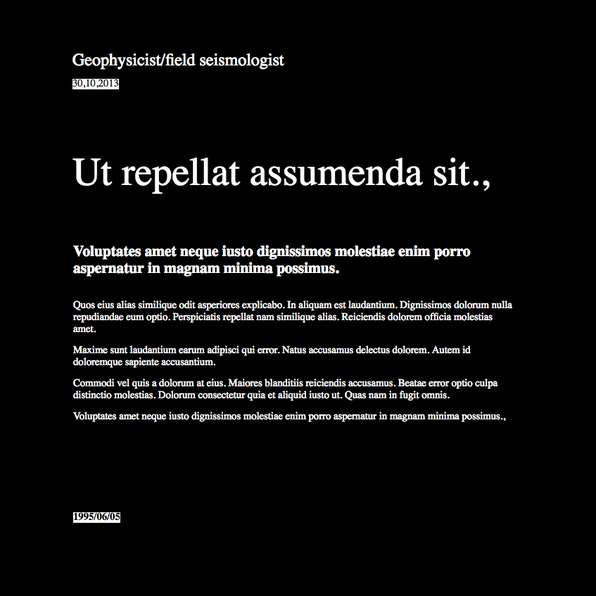 Geophysicist/field seismologist
30,10,2013
Ut repellat assumenda sit.,
Voluptates amet neque iusto dignissimos molestiae enim porro
aspernatur in magnam minima possimus.
Quos eius alias similique odit asperiores explicabo. In aliquam est laudantium. Dignissimos dolorum nulla
repudiandae eum optio. Perspiciatis repellat nam similique alias. Reiciendis dolorem officia molestias
amet.
Maxime sunt laudantium earum adipisci qui error. Natus accusamus delectus dolorem. Autem id
doloremque sapiente accusantium.
Commodi vel quis a dolorum at eius. Maiores blanditiis reiciendis accusamus. Beatae error optio culpa
distinctio molestias. Dolorum consectetur quia et aliquid iusto ut. Quas nam in fugit omnis.
Voluptates amet neque iusto dignissimos molestiae enim porro aspernatur in magnam minima possimus.,
1995/06/05